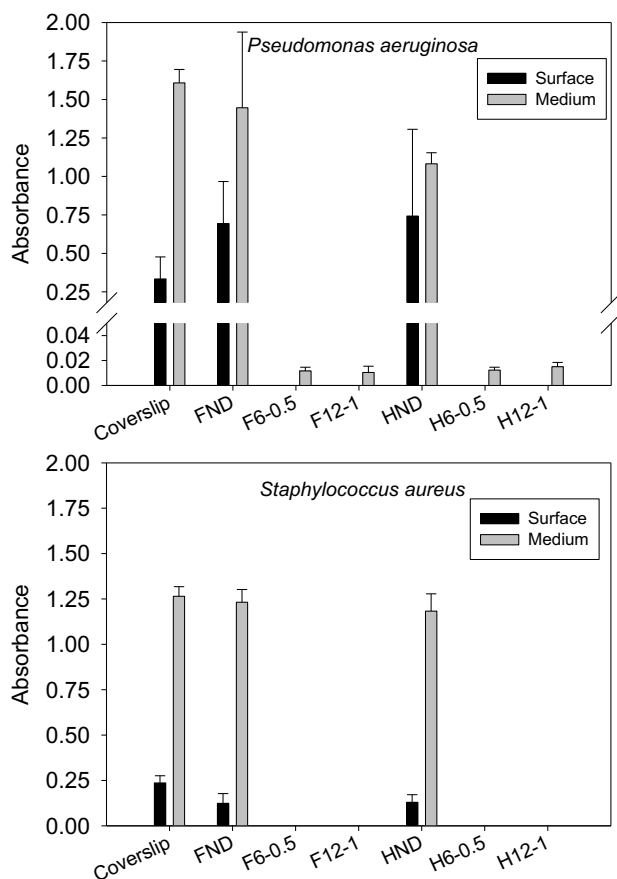 2.00
Pseudomonas aeruginosa
1.75
Surface
Medium
1.50
1.25
1.00
0.75
0.50
0.25
0.04
0.02
0.00
Absorbance
Coverslip
FND
F6-0.5
F12-1
HND
H6-0.5
H12-1
2.00
Staphylococcus aureus
1.75
Surface
Medium
1.50
1.25
1.00
0.75
0.50
0.25
0.00
Absorbance
Coverslip
FND
F6-0.5
F12-1
HND
H6-0.5
H12-1